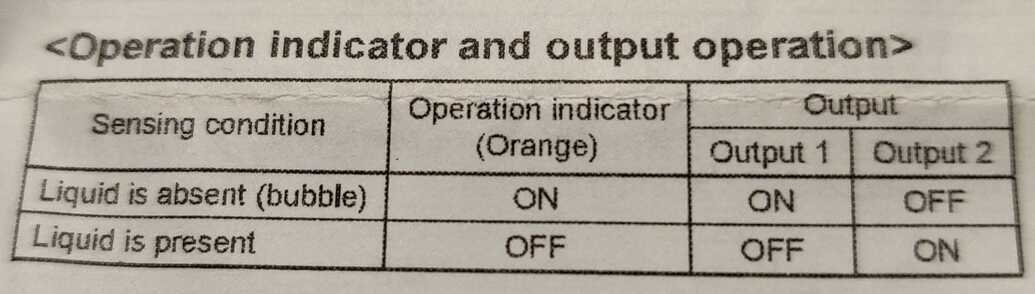 <Operation indicator and output operation>
Sensing condition
Operation indicator
(Orange)
Output
Output 1
Output 2
Liquid is absent (bubble)
ON
ON
OFF
Liquid is present
OFF
OFF
ON